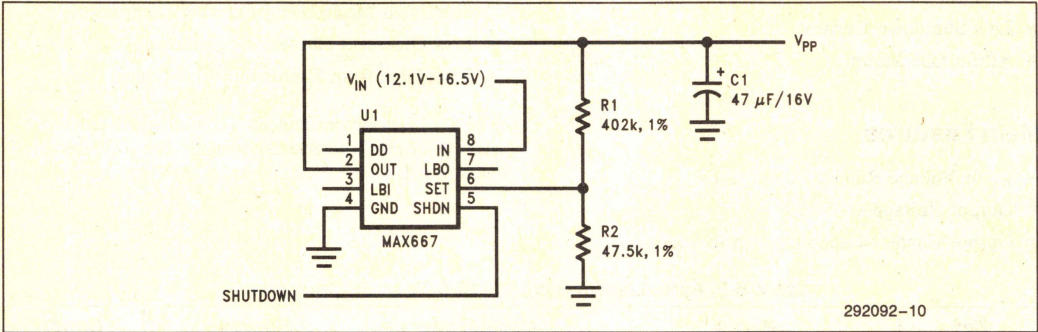 V_PP
V_IN (12.1V–16.5V)
C1
+
47 μF/16V
R1
402k, 1%
U1
1 DD IN 8
2 OUT LBO 7
3 LBI SET 6
4 GND SHDN 5
MAX667
R2
47.5k, 1%
SHUTDOWN
292092–10